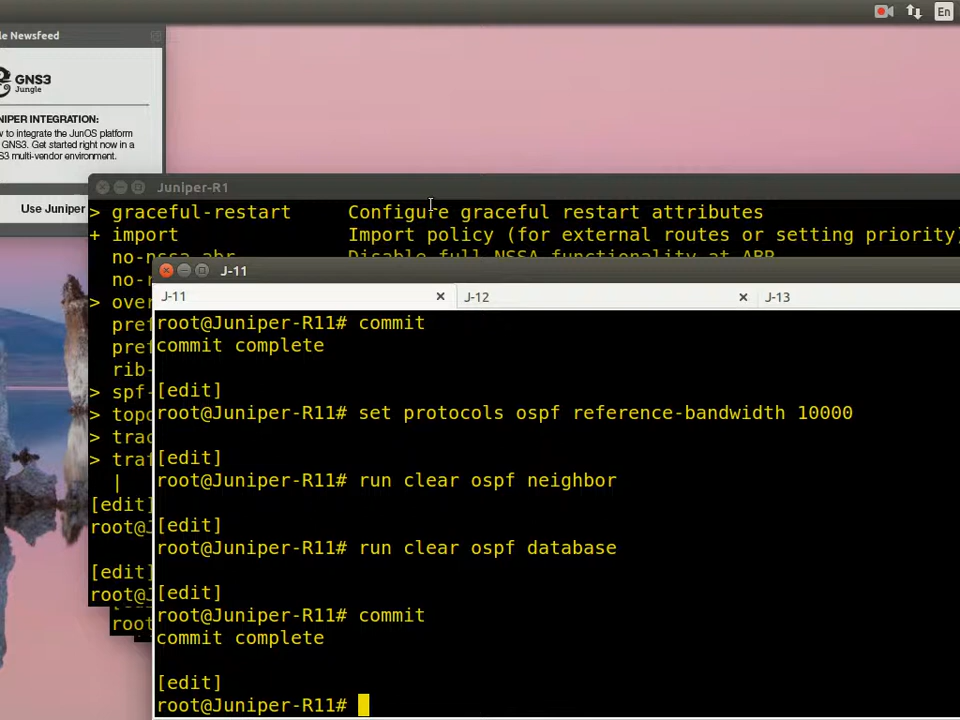 En
le Newsfeed
GNS3
Jungle
NIPER INTEGRATION:
to integrate the JunOS platform
GNS3. Get started right now in a
S3 multi-vendor environment.
Use Juniper
Juniper-R1
> graceful-restart Configure graceful restart attributes
+ import Import policy (for external routes or setting priority)
no-nssa-abr Disable full NSSA functionality at ABR
no-r
> over
pref
pref
rib-
> spf-
> topo
> trac
> traf
|
[edit]
root@J
[edit]
root@J
root
J-11
J-11
J-12
J-13
root@Juniper-R11# commit
commit complete
[edit]
root@Juniper-R11# set protocols ospf reference-bandwidth 10000
[edit]
root@Juniper-R11# run clear ospf neighbor
[edit]
root@Juniper-R11# run clear ospf database
[edit]
root@Juniper-R11# commit
commit complete
[edit]
root@Juniper-R11#